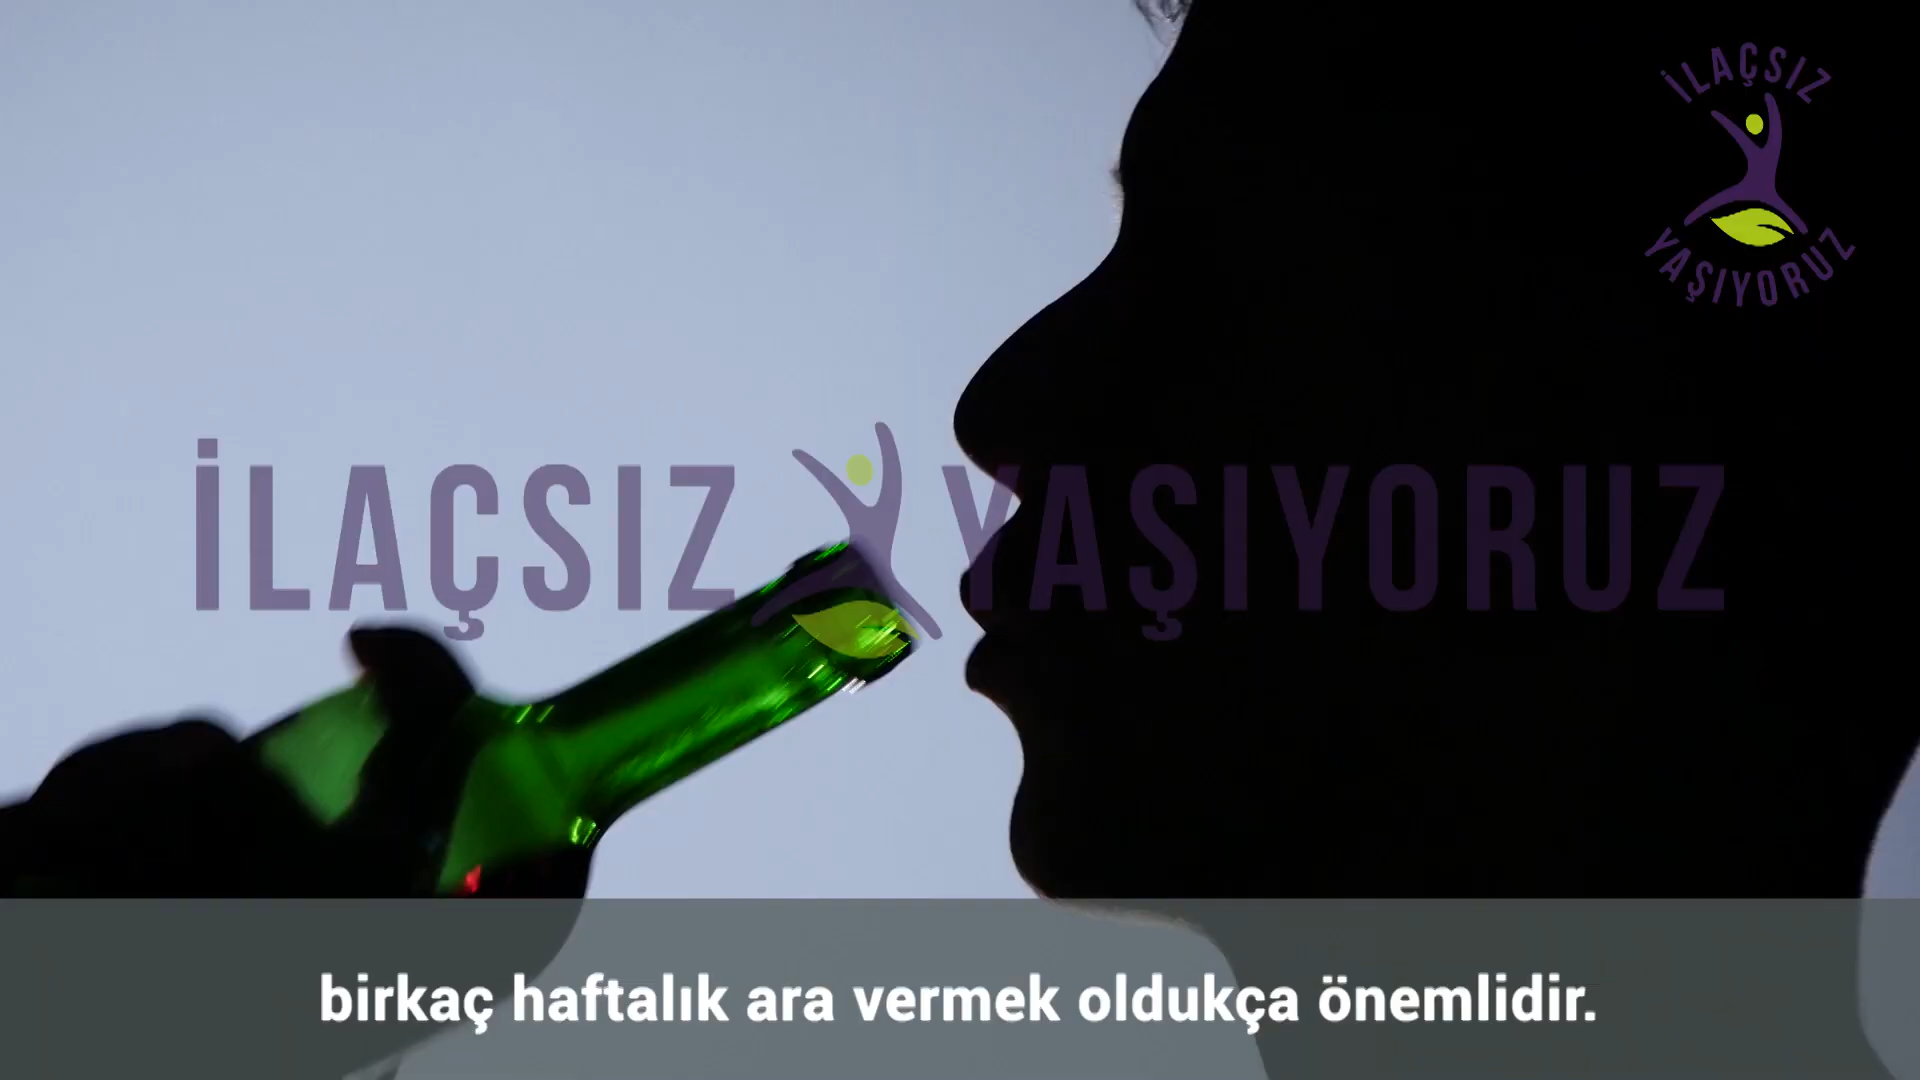 İLAÇSIZ
YAŞIYORUZ
İLAÇSIZ YAŞIYORUZ
birkaç haftalık ara vermek oldukça önemlidir.